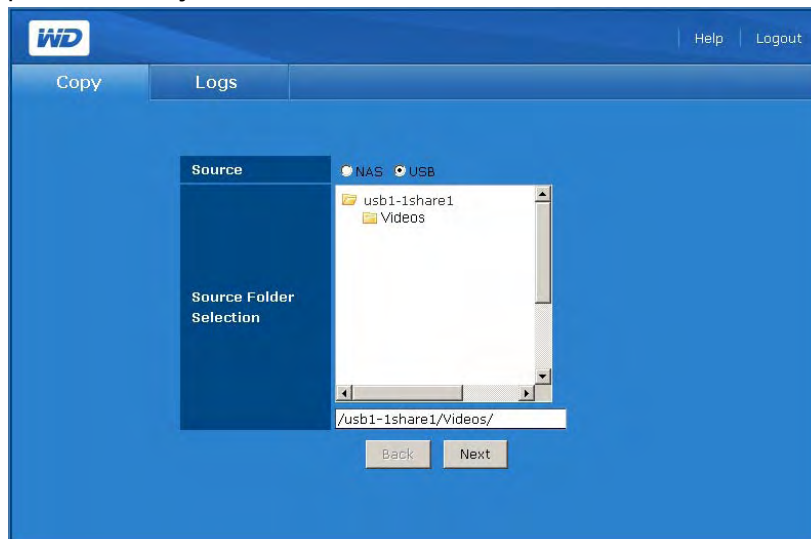 WD
Help Logout
Copy Logs
Source NAS USB
usb1-1share1
Videos
Source Folder
Selection
/usb1-1share1/Videos/
Back Next